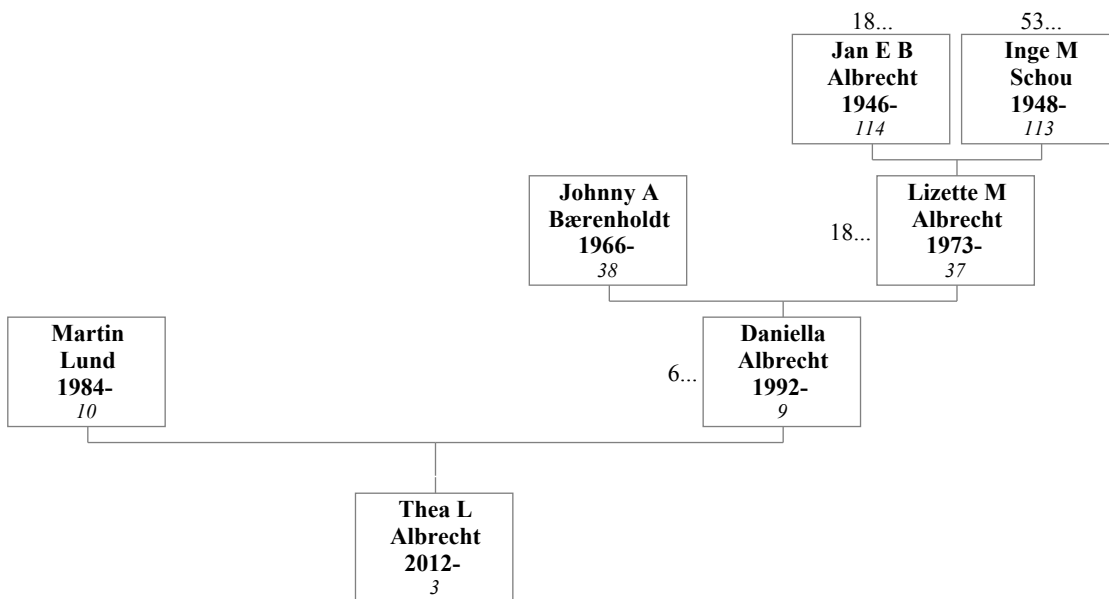 18...
53...
Jan E B
Albrecht
1946-
114
Inge M
Schou
1948-
113
Johnny A
Bærenholdt
1966-
38
18...
Lizette M
Albrecht
1973-
37
Martin
Lund
1984-
10
6...
Daniella
Albrecht
1992-
9
Thea L
Albrecht
2012-
3